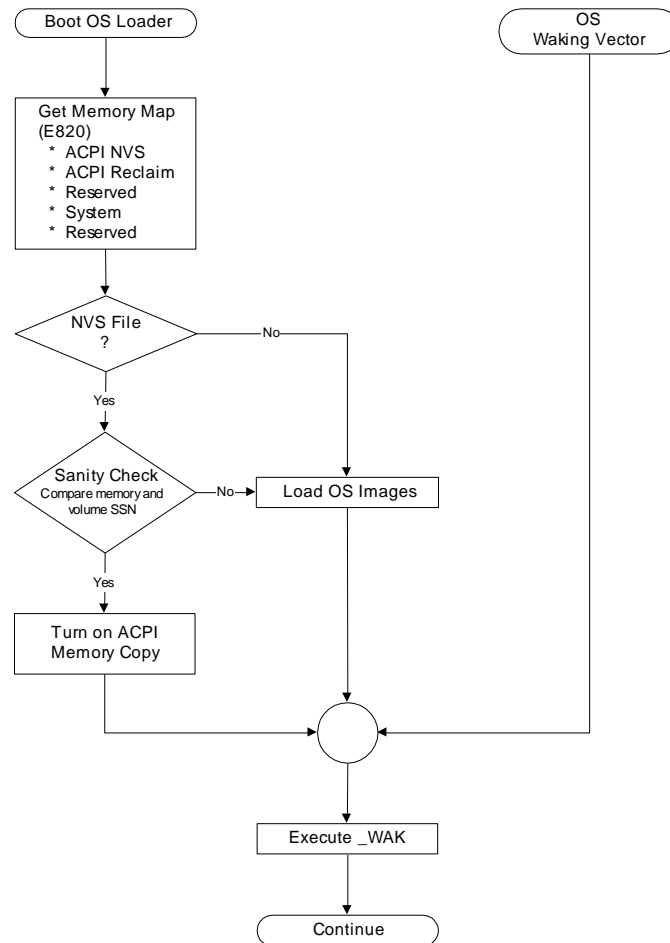 Boot OS Loader
OS
Waking Vector
Get Memory Map
(E820)
* ACPI NVS
* ACPI Reclaim
* Reserved
* System
* Reserved
NVS File
?
No
Yes
Sanity Check
Compare memory and
volume SSN
No
Load OS Images
Yes
Turn on ACPI
Memory Copy
Execute _WAK
Continue